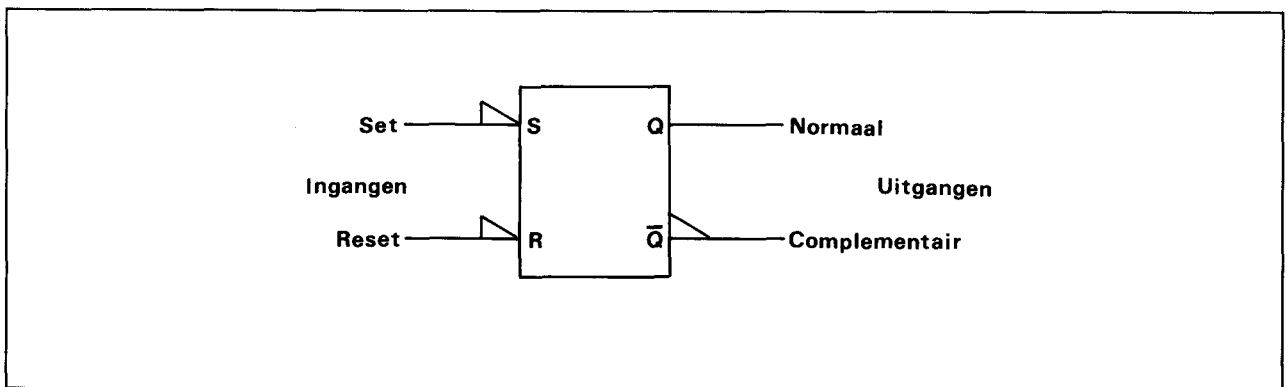 Set S Q Normaal
Ingangen Uitgangen
Reset R Q̅ Complementair